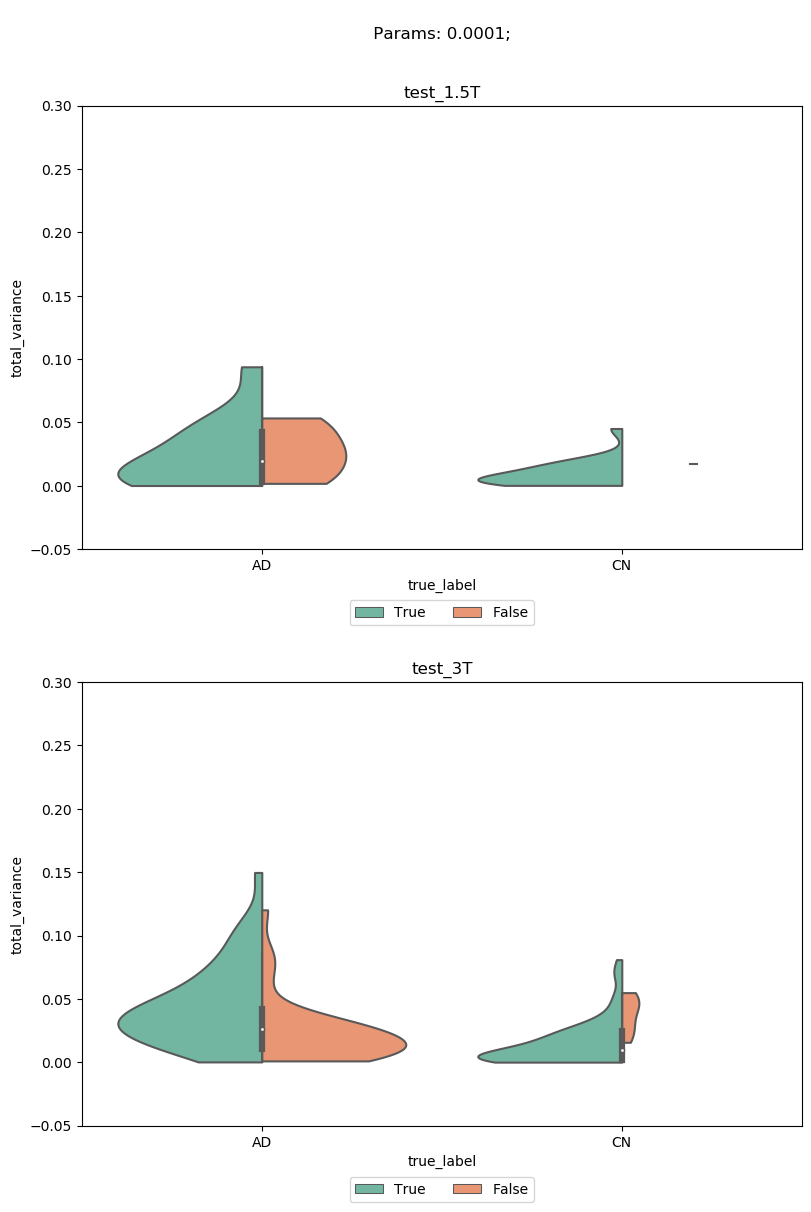 Params: 0.0001;
test_1.5T
0.30
0.25
0.20
0.15
0.10
0.05
0.00
−0.05
total_variance
AD CN
true_label
True False
test_3T
0.30
0.25
0.20
0.15
0.10
0.05
0.00
−0.05
total_variance
AD CN
true_label
True False